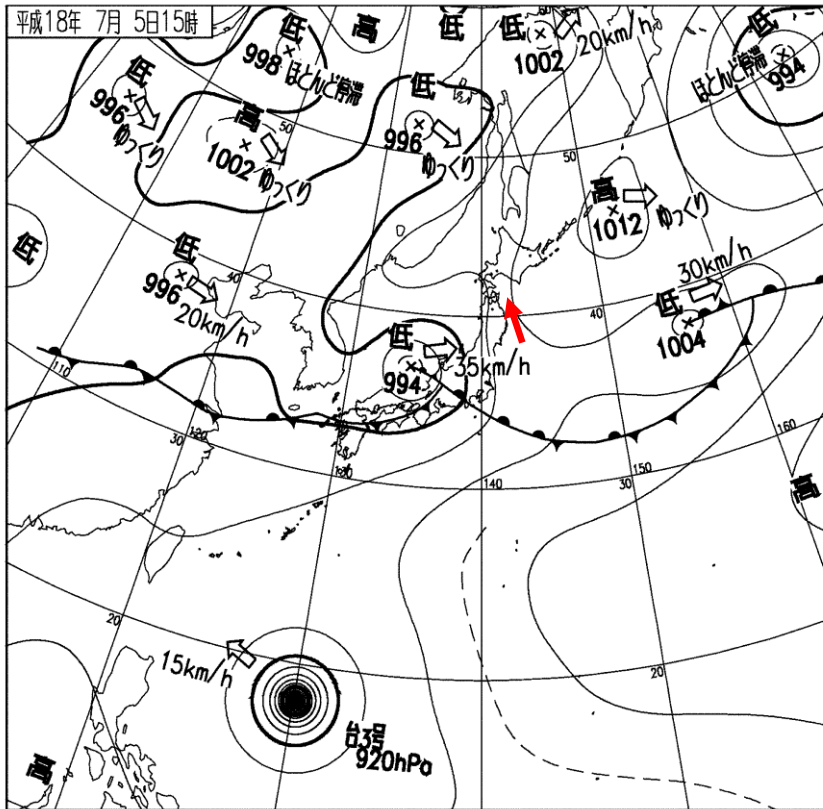 平成18年 7月 5日15時
低
998 ほとんど停滞
高
低
低
1002
20km/h
ほとんど停滞
994
低
996
ゆっくり
高
1002 ゆっくり
50
低
996
ゆっくり
50
高
1012
ゆっくり
低
低
996
20km/h
40
30km/h
低
1004
40
低
994
35km/h
110
120
30
130
140
30
150
160
高
20
15km/h
台3号
920hPa
20
高